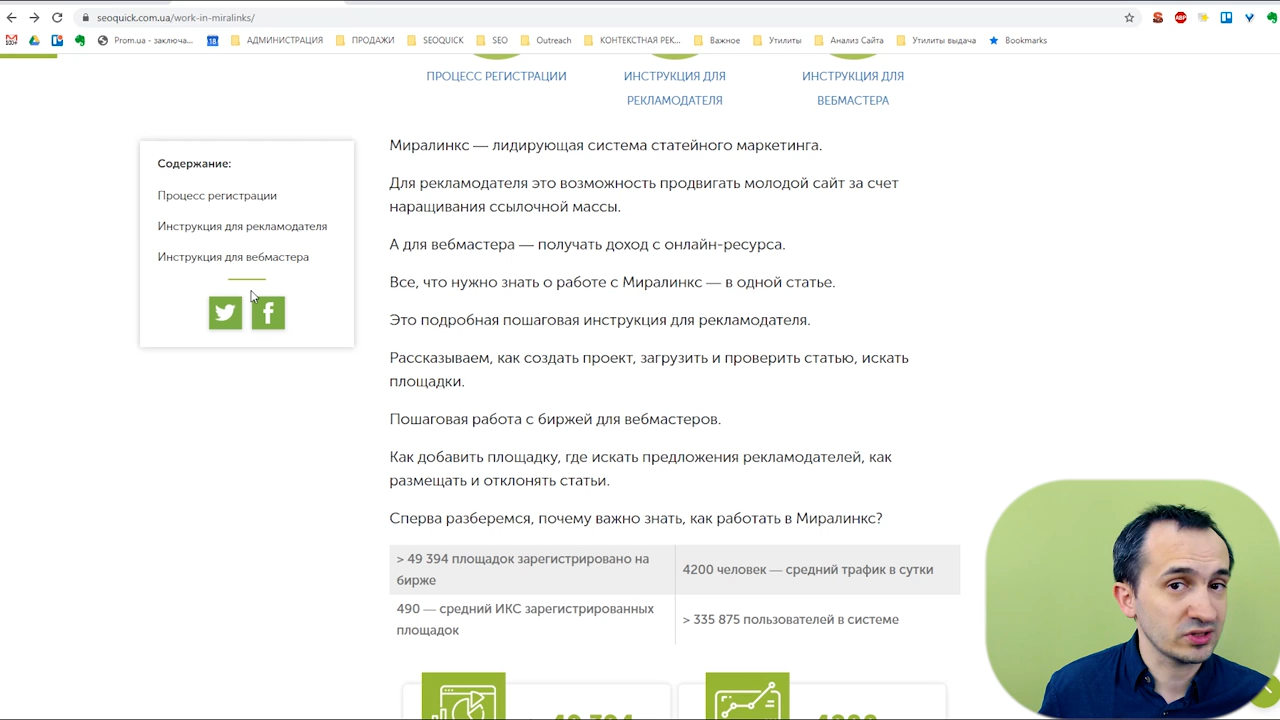 seoquick.com.ua/work-in-miralinks/
Prom.ua - заключа...
18
АДМИНИСТРАЦИЯ
ПРОДАЖИ
SEOQUICK
SEO
Outreach
КОНТЕКСТНАЯ РЕК...
Важное
Утилиты
Анализ Сайта
Утилиты выдача
Bookmarks
ABP
ПРОЦЕСС РЕГИСТРАЦИИ
ИНСТРУКЦИЯ ДЛЯ
РЕКЛАМОДАТЕЛЯ
ИНСТРУКЦИЯ ДЛЯ
ВЕБМАСТЕРА
Содержание:
Процесс регистрации
Инструкция для рекламодателя
Инструкция для вебмастера
Миралинкс — лидирующая система статейного маркетинга.
Для рекламодателя это возможность продвигать молодой сайт за счет
наращивания ссылочной массы.
А для вебмастера — получать доход с онлайн-ресурса.
Все, что нужно знать о работе с Миралинкс — в одной статье.
Это подробная пошаговая инструкция для рекламодателя.
Рассказываем, как создать проект, загрузить и проверить статью, искать
площадки.
Пошаговая работа с биржей для вебмастеров.
Как добавить площадку, где искать предложения рекламодателей, как
размещать и отклонять статьи.
Сперва разберемся, почему важно знать, как работать в Миралинкс?
> 49 394 площадок зарегистрировано на
бирже
4200 человек — средний трафик в сутки
490 — средний ИКС зарегистрированных
площадок
> 335 875 пользователей в системе
49 394
4200